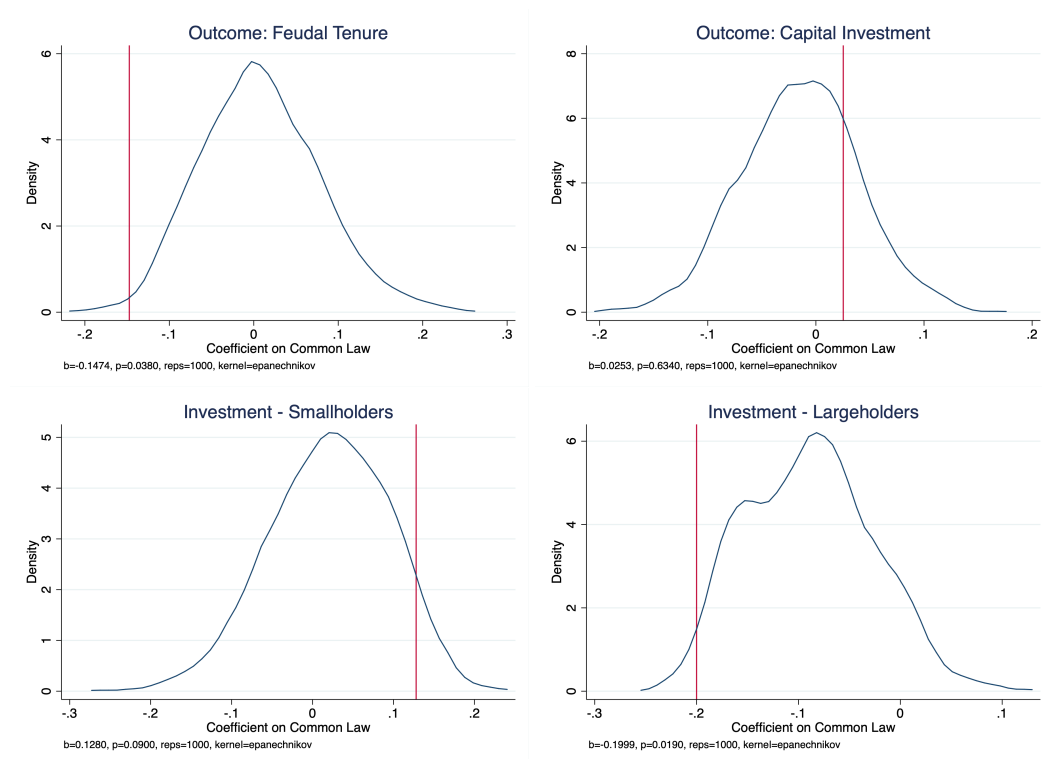 Outcome: Feudal Tenure
Density
6
4
2
0
-.2 -.1 0 .1 .2 .3
Coefficient on Common Law
b=-0.1474, p=0.0380, reps=1000, kernel=epanechnikov
Outcome: Capital Investment
Density
8
6
4
2
0
-.2 -.1 0 .1 .2
Coefficient on Common Law
b=0.0253, p=0.6340, reps=1000, kernel=epanechnikov
Investment - Smallholders
Density
5
4
3
2
1
0
-.3 -.2 -.1 0 .1 .2
Coefficient on Common Law
b=0.1280, p=0.0900, reps=1000, kernel=epanechnikov
Investment - Largeholders
Density
6
4
2
0
-.3 -.2 -.1 0 .1
Coefficient on Common Law
b=-0.1999, p=0.0190, reps=1000, kernel=epanechnikov